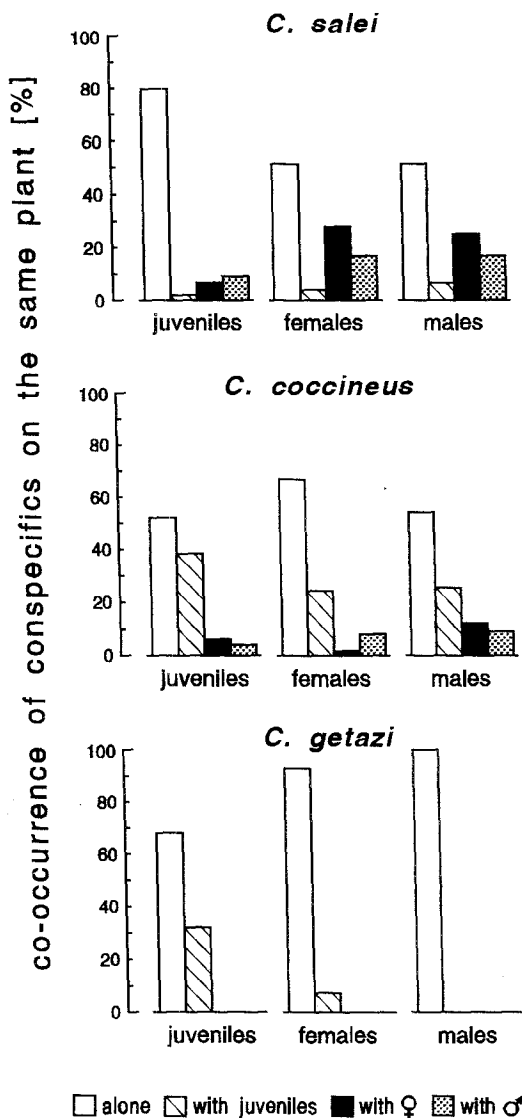 co-occurrence of conspecifics on the same plant [%]
C. salei
100
80
60
40
20
0
juveniles females males
C. coccineus
100
80
60
40
20
0
juveniles females males
C. getazi
100
80
60
40
20
0
juveniles females males
alone with juveniles with ♀ with ♂